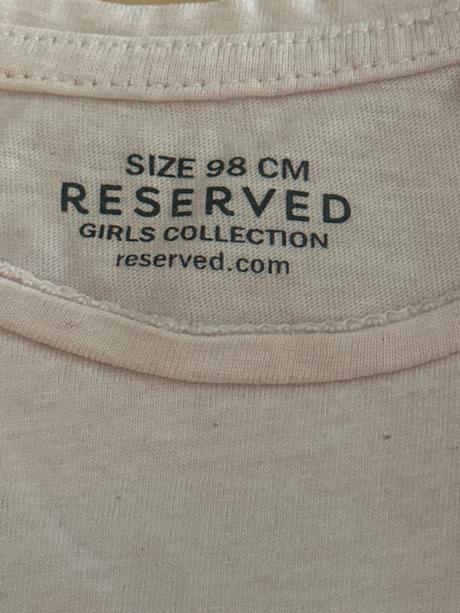 SIZE 98 CM
RESERVED
GIRLS COLLECTION
reserved.com